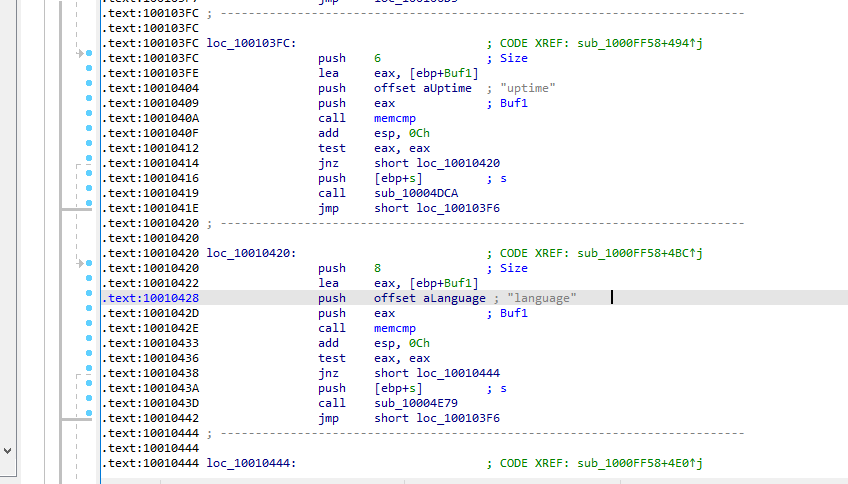 .text:100103FC ; ---------------------------------------------------------------------------
.text:100103FC
.text:100103FC loc_100103FC: ; CODE XREF: sub_1000FF58+494↑j
.text:100103FC push 6 ; Size
.text:100103FE lea eax, [ebp+Buf1]
.text:10010404 push offset aUptime ; "uptime"
.text:10010409 push eax ; Buf1
.text:1001040A call memcmp
.text:1001040F add esp, 0Ch
.text:10010412 test eax, eax
.text:10010414 jnz short loc_10010420
.text:10010416 push [ebp+s] ; s
.text:10010419 call sub_10004DCA
.text:1001041E jmp short loc_100103F6
.text:10010420 ; ---------------------------------------------------------------------------
.text:10010420
.text:10010420 loc_10010420: ; CODE XREF: sub_1000FF58+4BC↑j
.text:10010420 push 8 ; Size
.text:10010422 lea eax, [ebp+Buf1]
.text:10010428 push offset aLanguage ; "language"
.text:1001042D push eax ; Buf1
.text:1001042E call memcmp
.text:10010433 add esp, 0Ch
.text:10010436 test eax, eax
.text:10010438 jnz short loc_10010444
.text:1001043A push [ebp+s] ; s
.text:1001043D call sub_10004E79
.text:10010442 jmp short loc_100103F6
.text:10010444 ; ---------------------------------------------------------------------------
.text:10010444
.text:10010444 loc_10010444: ; CODE XREF: sub_1000FF58+4E0↑j